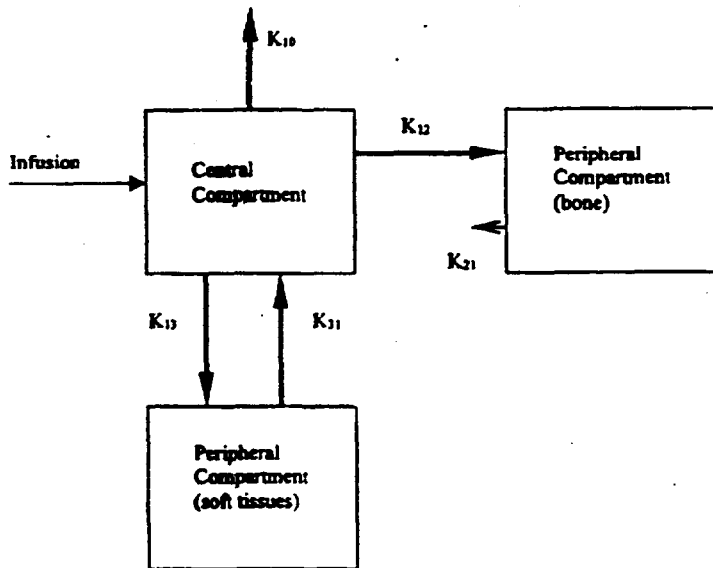 K₁₀
Infusion
Central
Compartment
K₁₂
Peripheral
Compartment
(bone)
K₂₁
K₁₃
K₃₁
Peripheral
Compartment
(soft tissues)